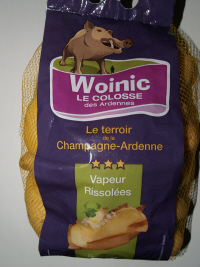 Woinic
LE COLOSSE
des Ardennes
Le terroir
de la
Champagne-Ardenne
Vapeur
Rissolées